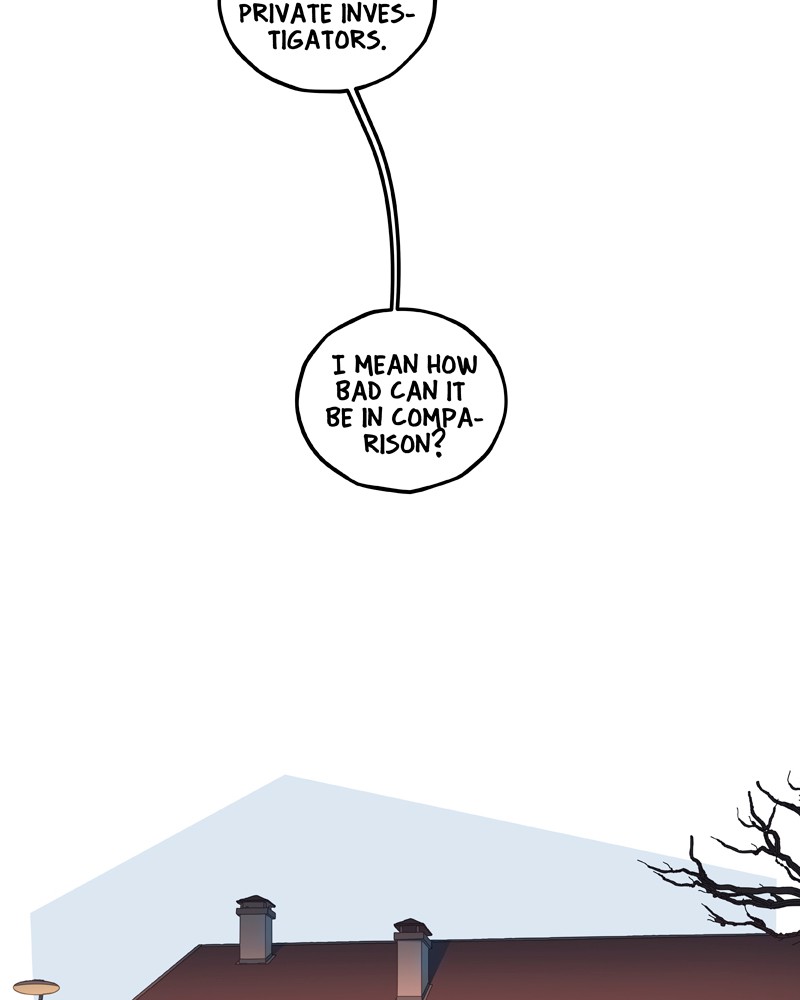 PRIVATE INVES-
TIGATORS.
I MEAN HOW
BAD CAN IT
BE IN COMPA-
RISON?